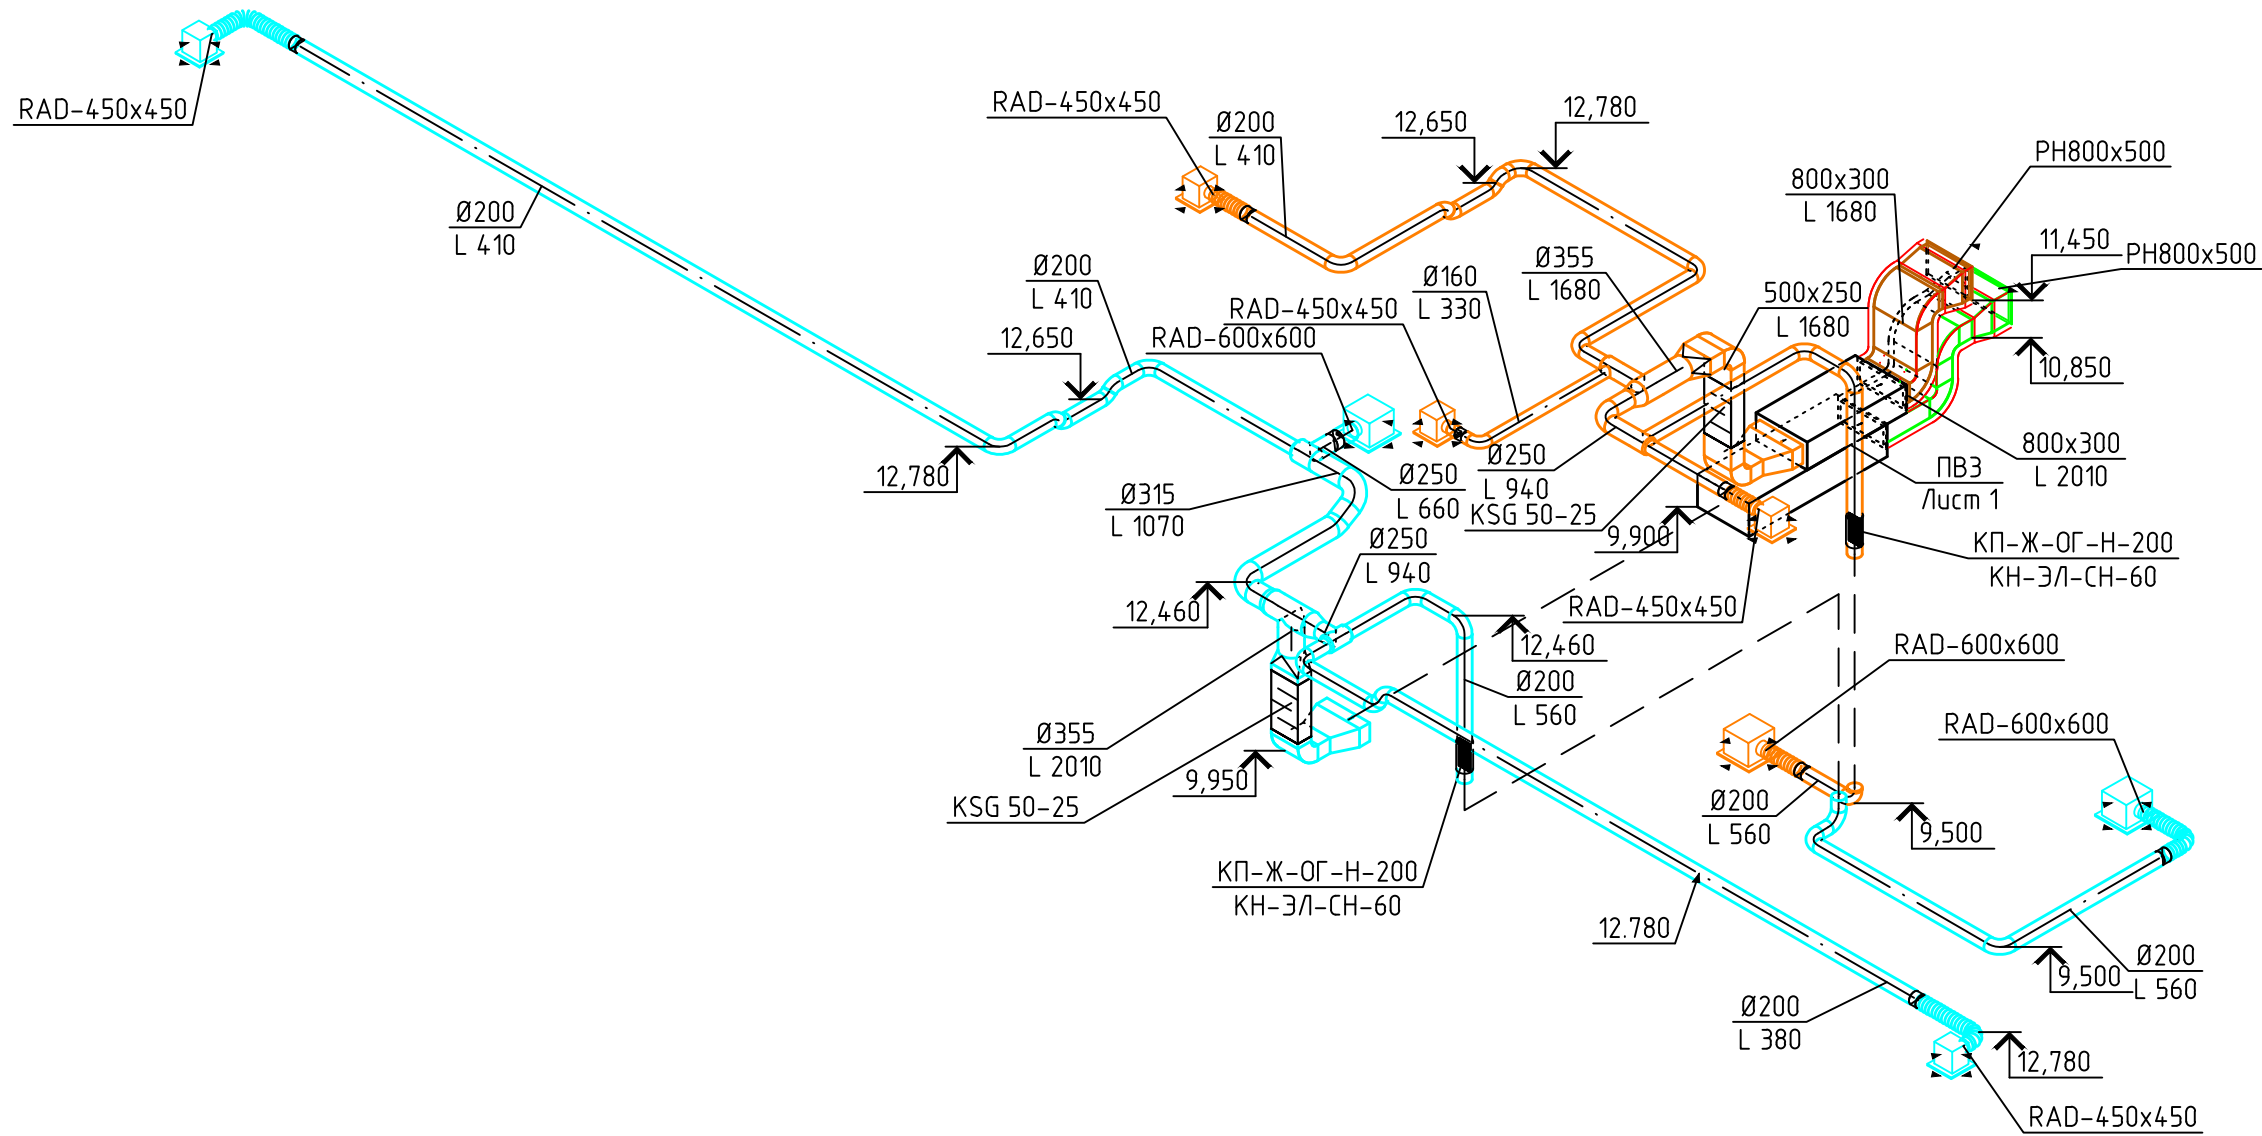 RAD-450x450
Ø200
L 410
Ø200
L 410
12,650
12,780
RAD-450x450
Ø200
L 410
12,650
12,780
PH800x500
800x300
L 1680
11,450
PH800x500
10,850
Ø355
L 1680
500x250
L 1680
Ø160
L 330
RAD-450x450
RAD-600x600
Ø250
L 940
KSG 50-25
Ø250
L 660
Ø315
L 1070
Ø250
L 940
9,900
RAD-450x450
800x300
L 2010
ПВ3
Лист 1
КП-Ж-ОГ-Н-200
КН-ЭЛ-СН-60
12,460
12,460
Ø200
L 560
Ø355
L 2010
KSG 50-25
9,950
RAD-600x600
RAD-600x600
Ø200
L 560
9,500
КП-Ж-ОГ-Н-200
КН-ЭЛ-СН-60
12.780
9,500
Ø200
L 560
Ø200
L 380
12,780
RAD-450x450